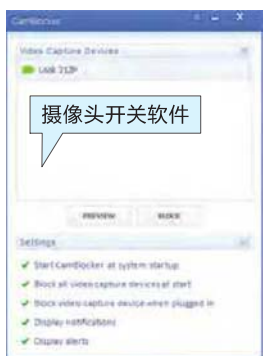 CamBlocker
Video Capture Devices
USB 212P
摄像头开关软件
PREVIEW
BLOCK
Settings
Start CamBlocker at system startup
Block all video capture devices at start
Block video capture device when plugged in
Display notifications
Display alerts